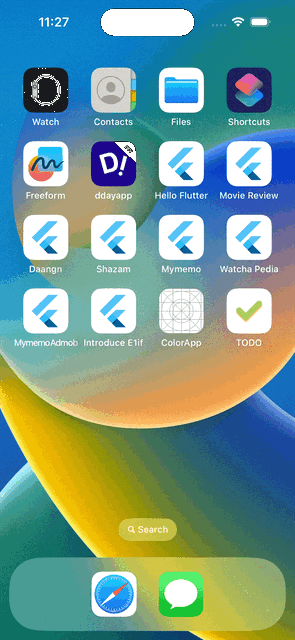 11:27
Watch
Contacts
Files
Shortcuts
Freeform
D!
ddayapp
Hello Flutter
Movie Review
Daangn
Shazam
Mymemo
Watcha Pedia
MymemoAdmob
Introduce E1if
ColorApp
TODO
Search